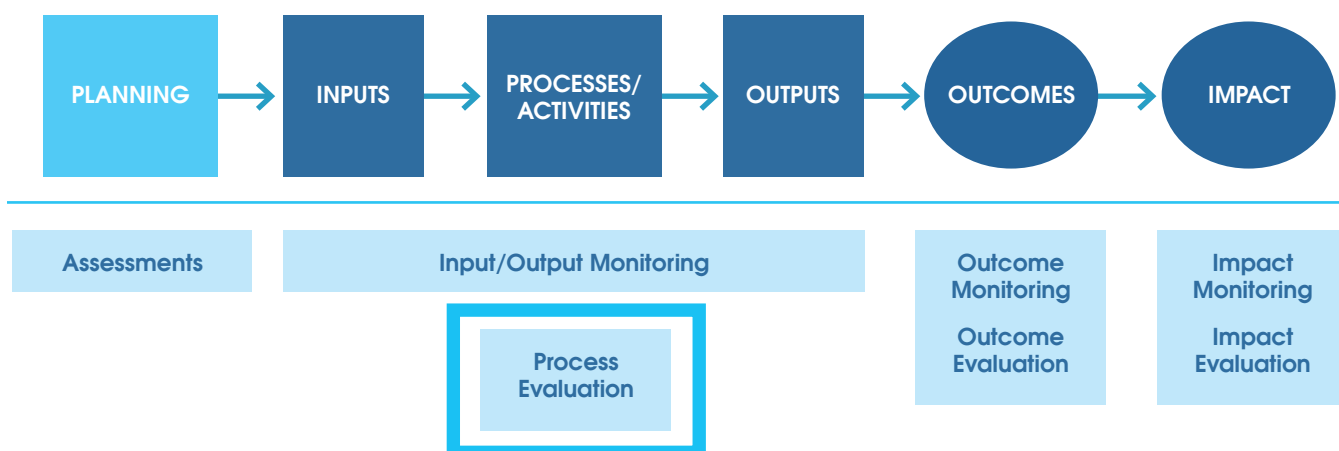 PLANNING
INPUTS
PROCESSES/
ACTIVITIES
OUTPUTS
OUTCOMES
IMPACT
Assessments
Input/Output Monitoring
Process
Evaluation
Outcome
Monitoring
Outcome
Evaluation
Impact
Monitoring
Impact
Evaluation